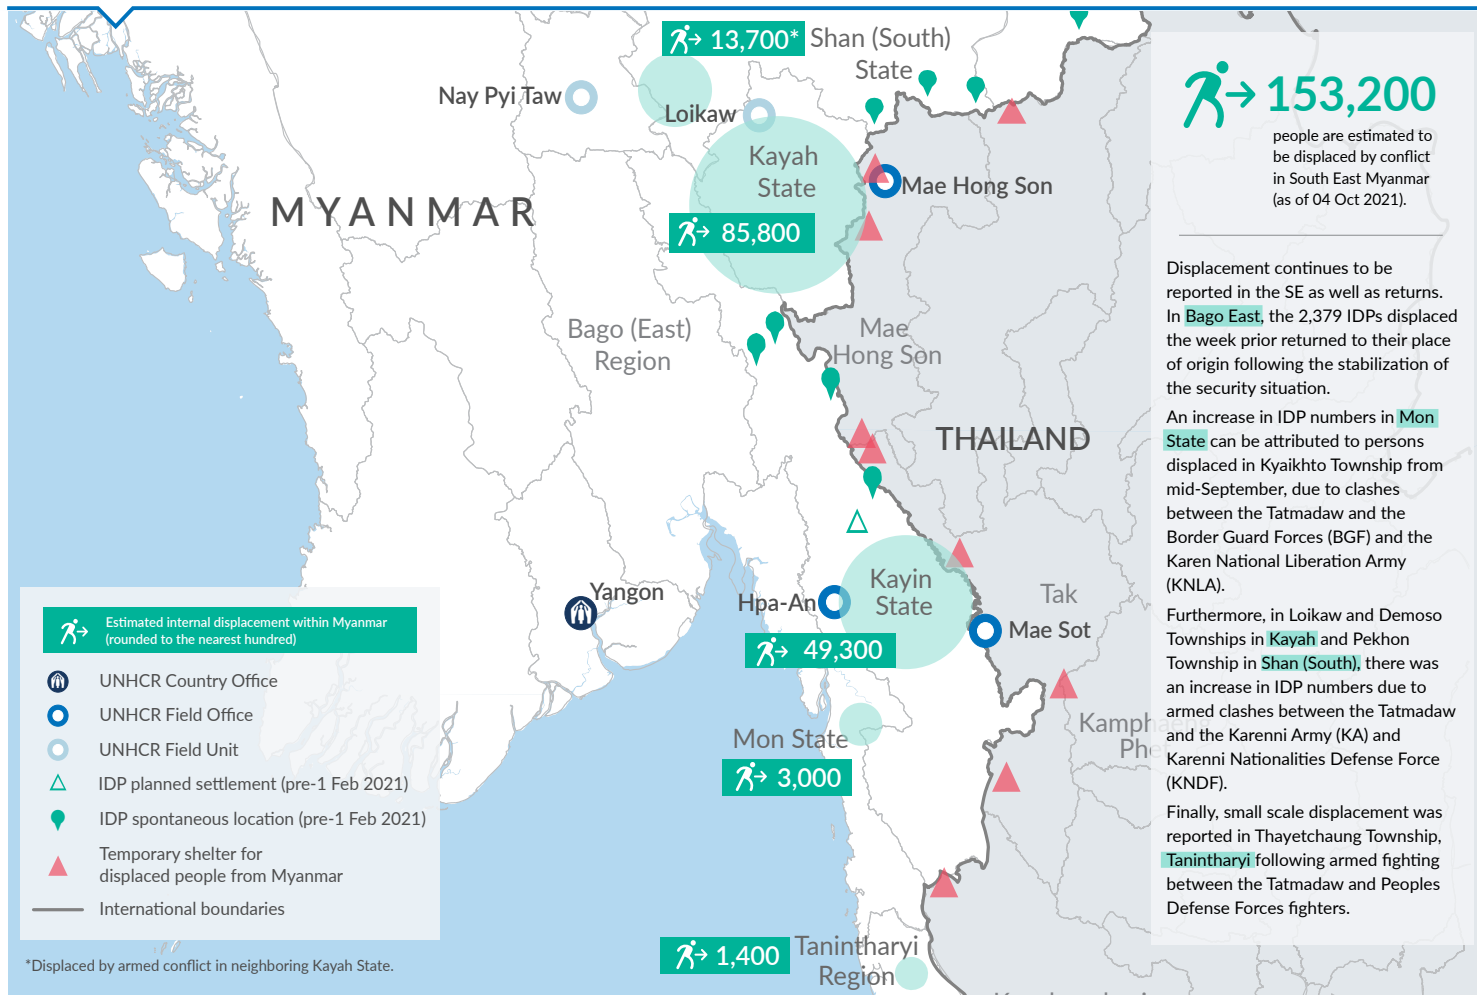 13,700*
Shan (South)
State
Nay Pyi Taw
Loikaw
Kayah
State
Mae Hong Son
MYANMAR
85,800
Bago (East)
Region
Mae
Hong Son
THAILAND
Yangon
Hpa-An
Kayin
State
Tak
Mae Sot
49,300
Kamphaeng
Phet
Mon State
3,000
1,400
Tanintharyi
Region
153,200
people are estimated to
be displaced by conflict
in South East Myanmar
(as of 04 Oct 2021).
Displacement continues to be
reported in the SE as well as returns.
In Bago East, the 2,379 IDPs displaced
the week prior returned to their place
of origin following the stabilization of
the security situation.
An increase in IDP numbers in Mon
State can be attributed to persons
displaced in Kyaikhto Township from
mid-September, due to clashes
between the Tatmadaw and the
Border Guard Forces (BGF) and the
Karen National Liberation Army
(KNLA).
Furthermore, in Loikaw and Demoso
Townships in Kayah and Pekhon
Township in Shan (South), there was
an increase in IDP numbers due to
armed clashes between the Tatmadaw
and the Karenni Army (KA) and
Karenni Nationalities Defense Force
(KNDF).
Finally, small scale displacement was
reported in Thayetchaung Township,
Tanintharyi following armed fighting
between the Tatmadaw and Peoples
Defense Forces fighters.
Estimated internal displacement within Myanmar
(rounded to the nearest hundred)
UNHCR Country Office
UNHCR Field Office
UNHCR Field Unit
IDP planned settlement (pre-1 Feb 2021)
IDP spontaneous location (pre-1 Feb 2021)
Temporary shelter for
displaced people from Myanmar
International boundaries
*Displaced by armed conflict in neighboring Kayah State.